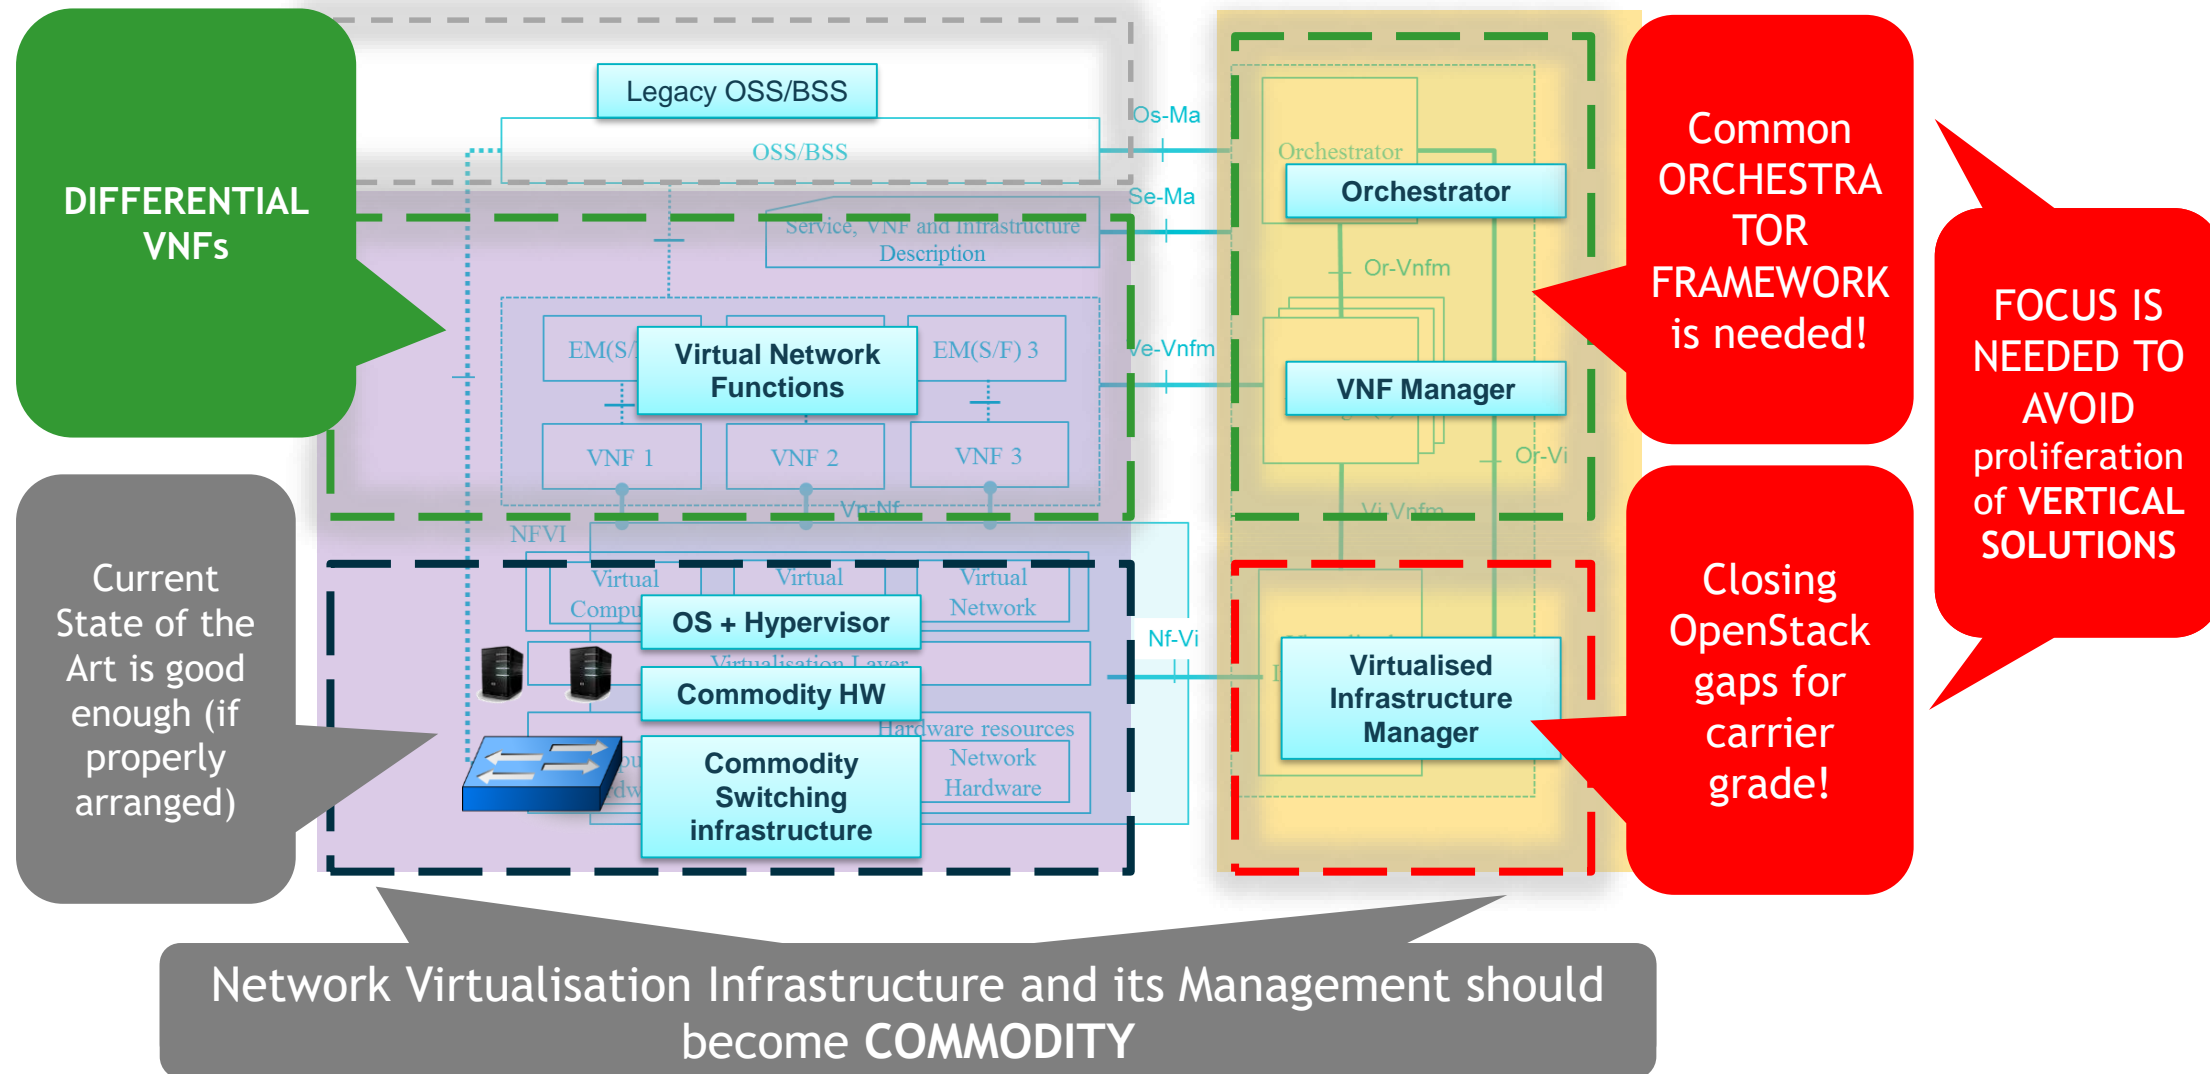 DIFFERENTIAL
VNFs
Legacy OSS/BSS
OSS/BSS
Os-Ma
Se-Ma
Service, VNF and Infrastructure
Description
EM(S/
EM(S/F) 3
Virtual Network
Functions
Ve-Vnfm
VNF 1
VNF 2
VNF 3
Vn-Nf
NFVI
Virtual
Virtual
Virtual
Network
OS + Hypervisor
Virtualisation Layer
Commodity HW
Hardware resources
Network
Hardware
Commodity
Switching
infrastructure
Nf-Vi
Orchestrator
Orchestrator
Or-Vnfm
VNF Manager
Or-Vi
Vi-Vnfm
Virtualised
Infrastructure
Manager
Common
ORCHESTRA
TOR
FRAMEWORK
is needed!
Closing
OpenStack
gaps for
carrier
grade!
FOCUS IS
NEEDED TO
AVOID
proliferation
of VERTICAL
SOLUTIONS
Current
State of the
Art is good
enough (if
properly
arranged)
Network Virtualisation Infrastructure and its Management should
become COMMODITY